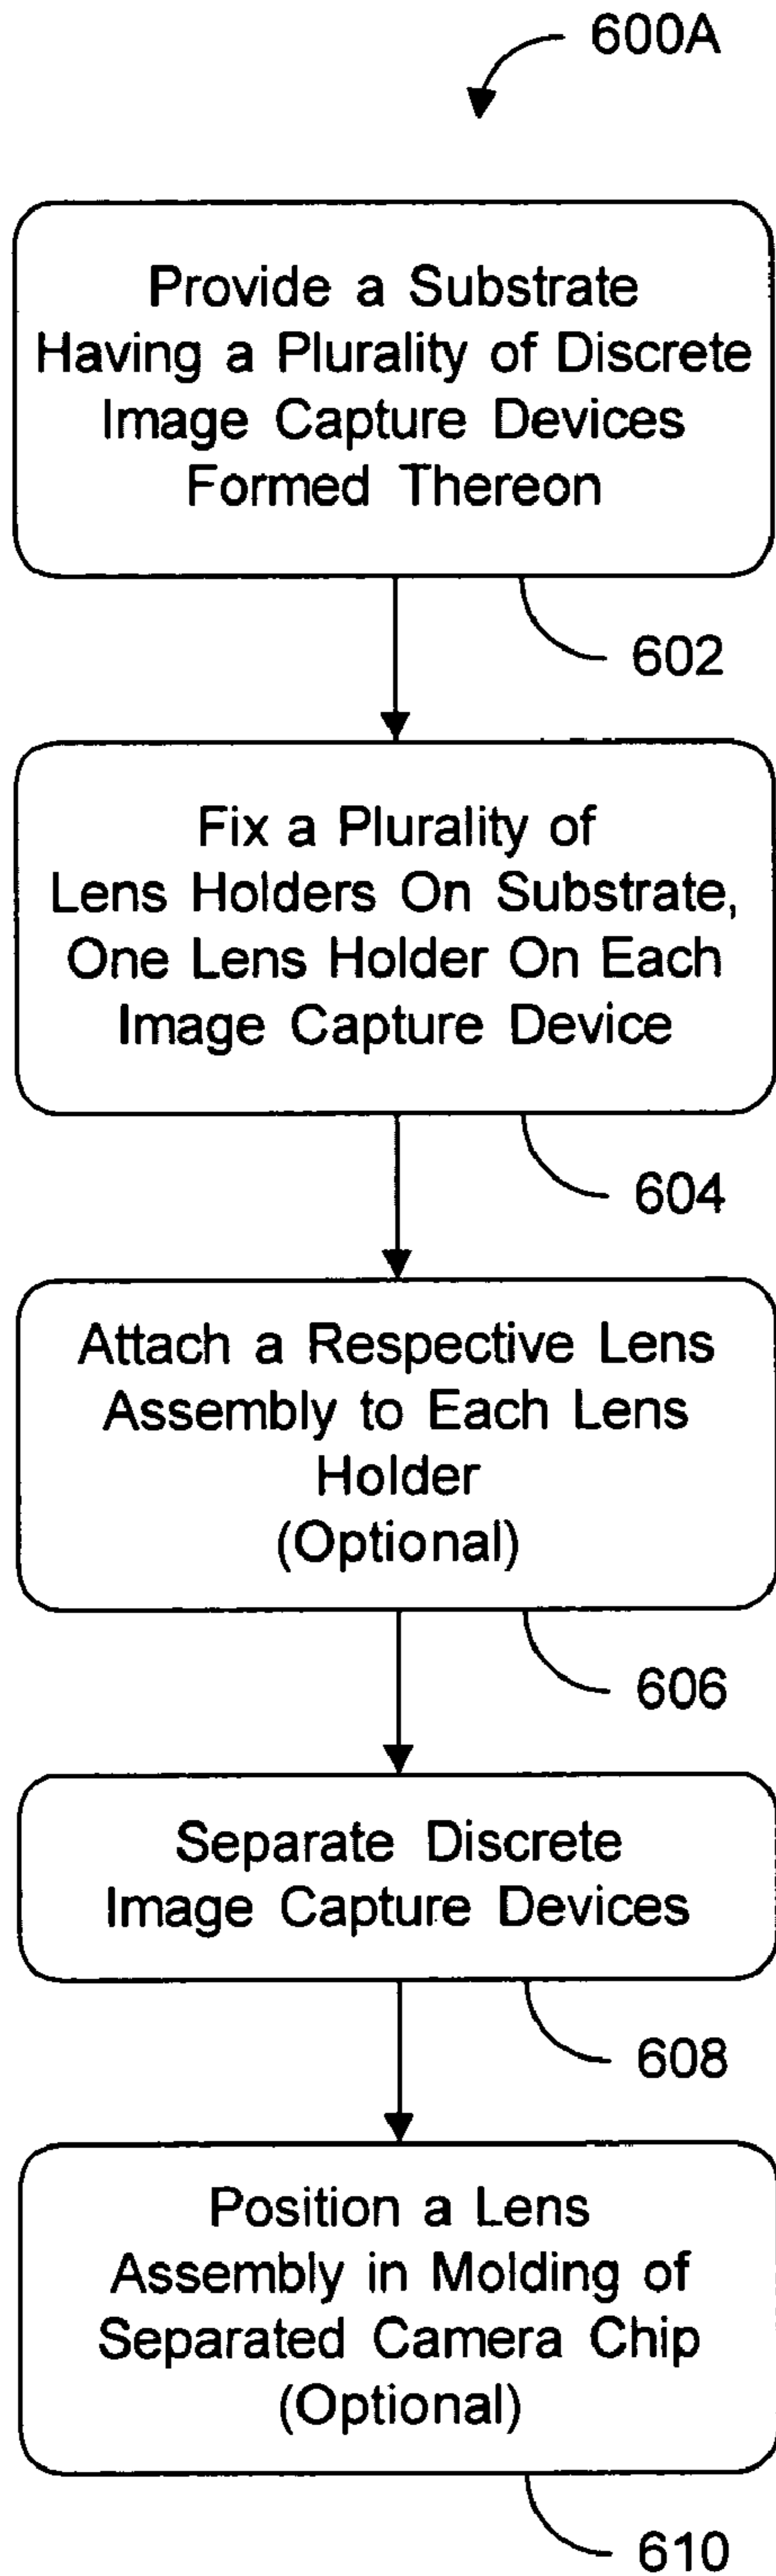 600A
Provide a Substrate
Having a Plurality of Discrete
Image Capture Devices
Formed Thereon
602
Fix a Plurality of
Lens Holders On Substrate,
One Lens Holder On Each
Image Capture Device
604
Attach a Respective Lens
Assembly to Each Lens
Holder
(Optional)
606
Separate Discrete
Image Capture Devices
608
Position a Lens
Assembly in Molding of
Separated Camera Chip
(Optional)
610